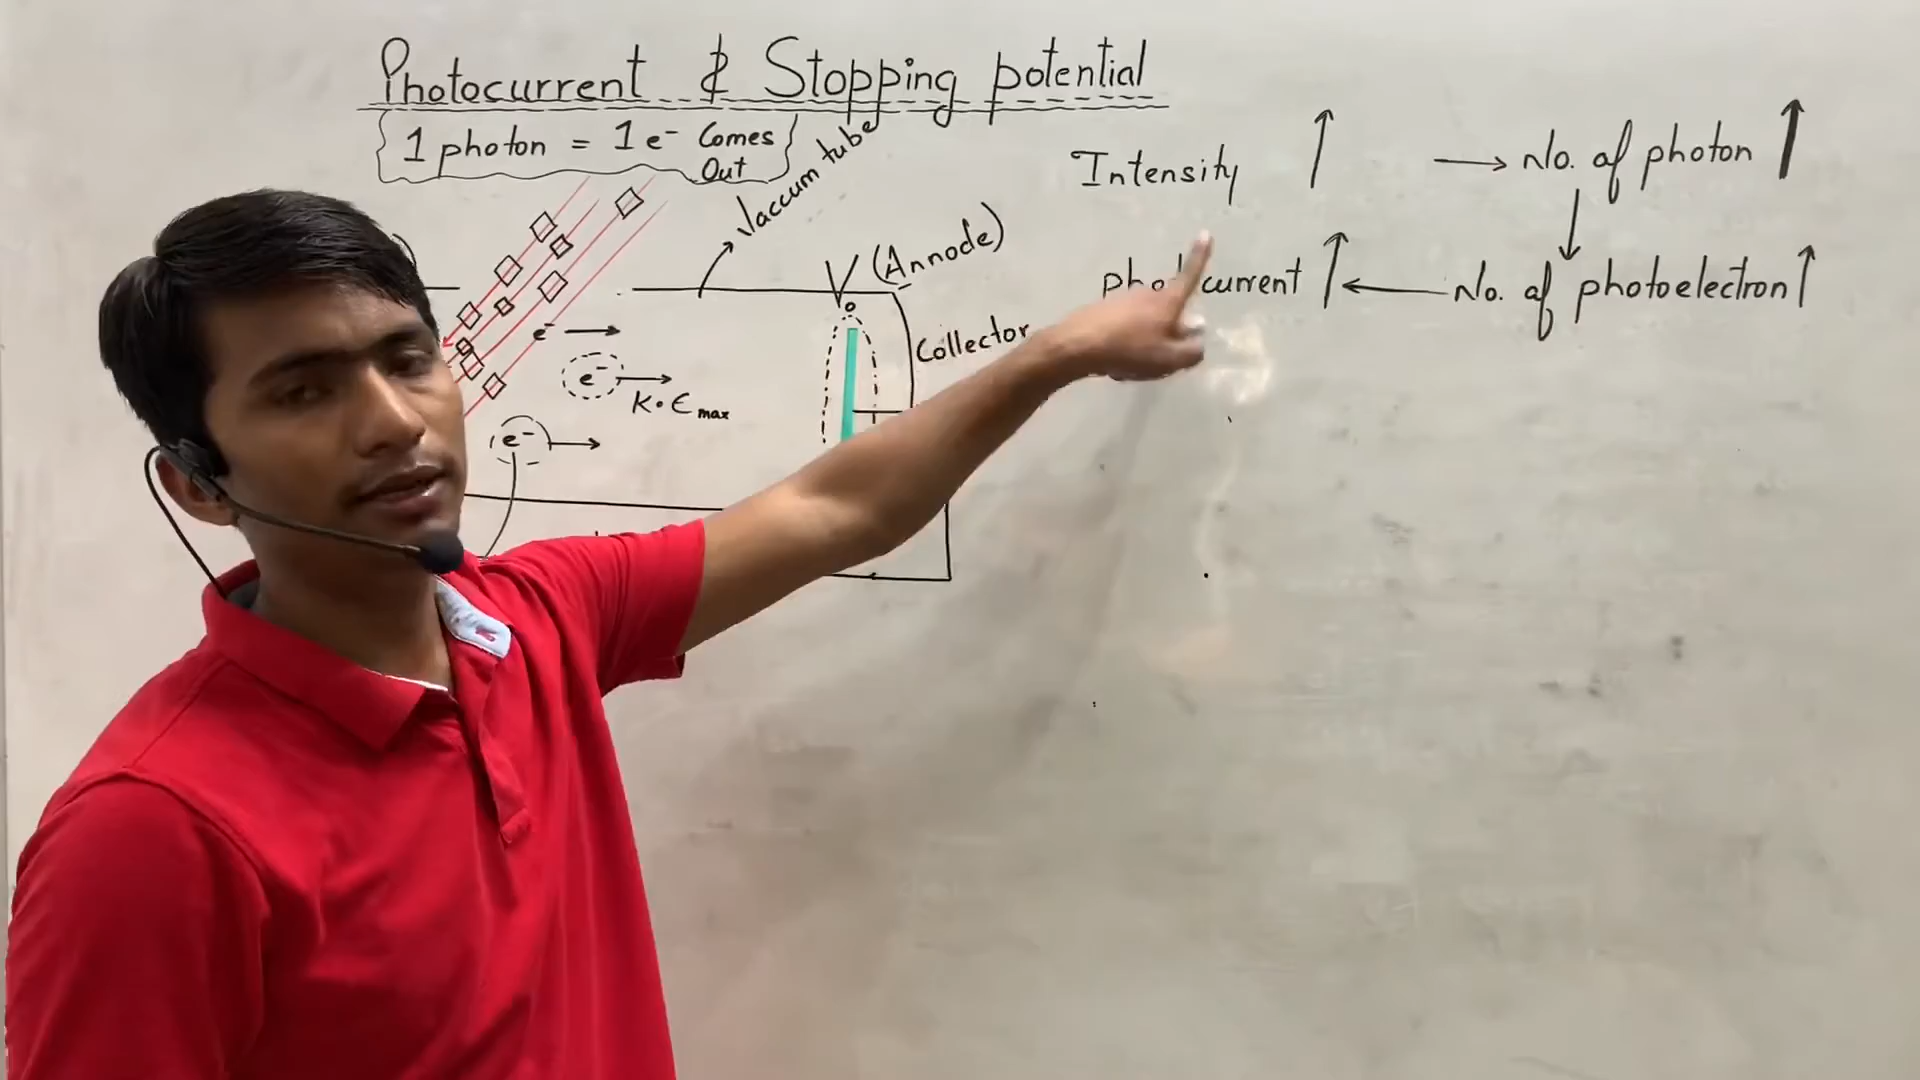 Photocurrent & Stopping potential
1 photon = 1 e⁻ Comes
Out
Vaccum tube
V (Annode)
Collector
e⁻
e⁻
K.E max
e⁻
Intensity ↑ → No. of photon ↑
↓
↑ ← No. of photoelectron ↑